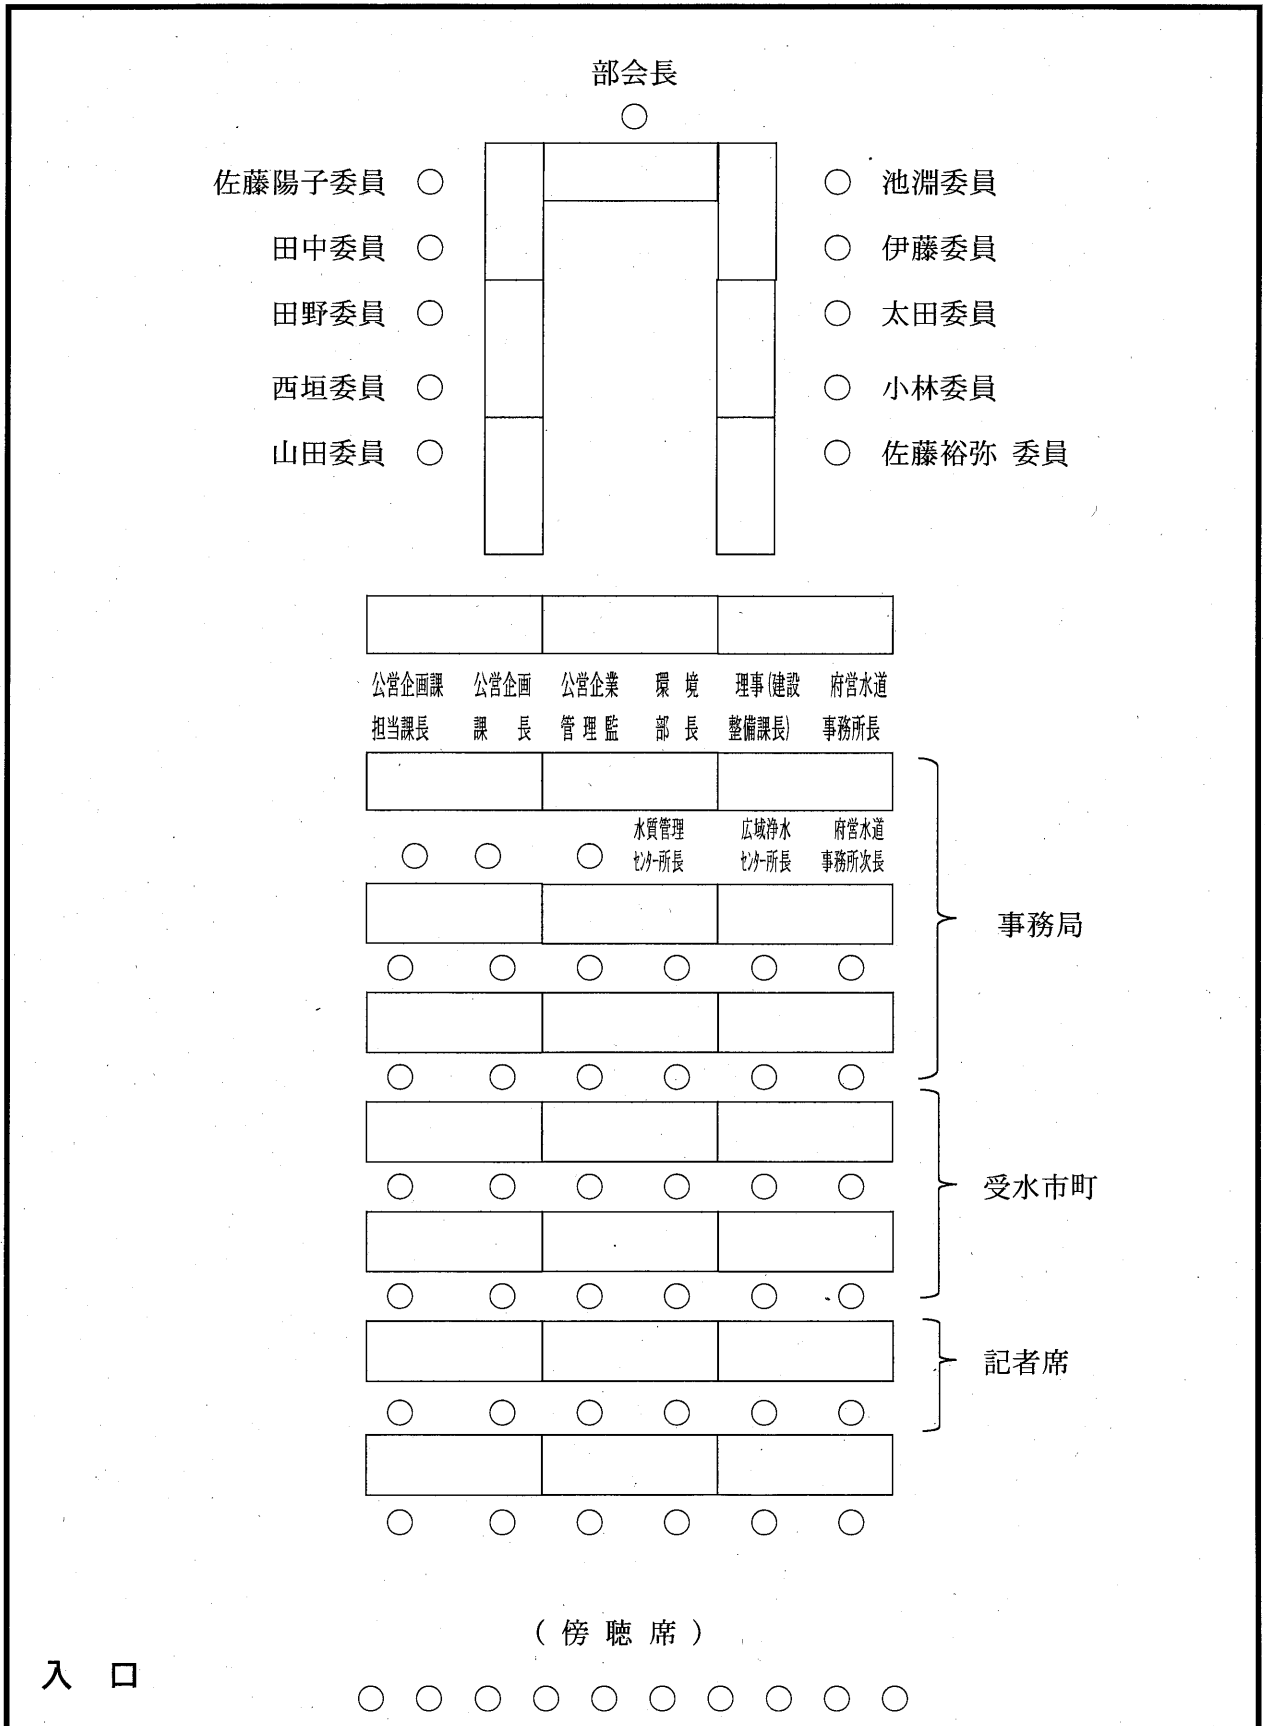 部会長
佐藤陽子委員 ○ ○ 池淵委員
田中委員 ○ ○ 伊藤委員
田野委員 ○ ○ 太田委員
西垣委員 ○ ○ 小林委員
山田委員 ○ ○ 佐藤裕弥 委員
公営企画課 公営企画 公営企業 環 境 理事(建設 府営水道
担当課長 課 長 管 理 監 部 長 整備課長) 事務所長
水質管理 広域浄水 府営水道
センター所長 センター所長 事務所次長
事務局
受水市町
記者席
( 傍 聴 席 )
入 口